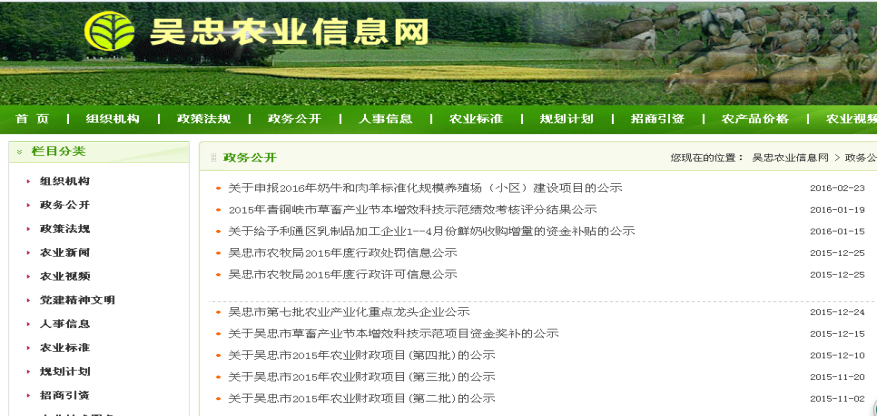 吴忠农业信息网
首 页 | 组织机构 | 政策法规 | 政务公开 | 人事信息 | 农业标准 | 规划计划 | 招商引资 | 农产品价格 | 农业视频
栏目分类
组织机构
政务公开
政策法规
农业新闻
农业视频
党建精神文明
人事信息
农业标准
规划计划
招商引资
政务公开 您现在的位置： 吴忠农业信息网 > 政务公
关于申报2016年奶牛和肉羊标准化规模养殖场（小区）建设项目的公示 2016-02-23
2015年青铜峡市草畜产业节本增效科技示范绩效考核评分结果公示 2016-01-19
关于给予利通区乳制品加工企业1--4月份鲜奶收购增量的资金补贴的公示 2016-01-15
吴忠市农牧局2015年度行政处罚信息公示 2015-12-25
吴忠市农牧局2015年度行政许可信息公示 2015-12-25
吴忠市第七批农业产业化重点龙头企业公示 2015-12-24
关于吴忠市草畜产业节本增效科技示范项目资金奖补的公示 2015-12-15
关于吴忠市2015年农业财政项目(第四批)的公示 2015-12-10
关于吴忠市2015年农业财政项目(第三批)的公示 2015-11-20
关于吴忠市2015年农业财政项目(第二批)的公示 2015-11-02